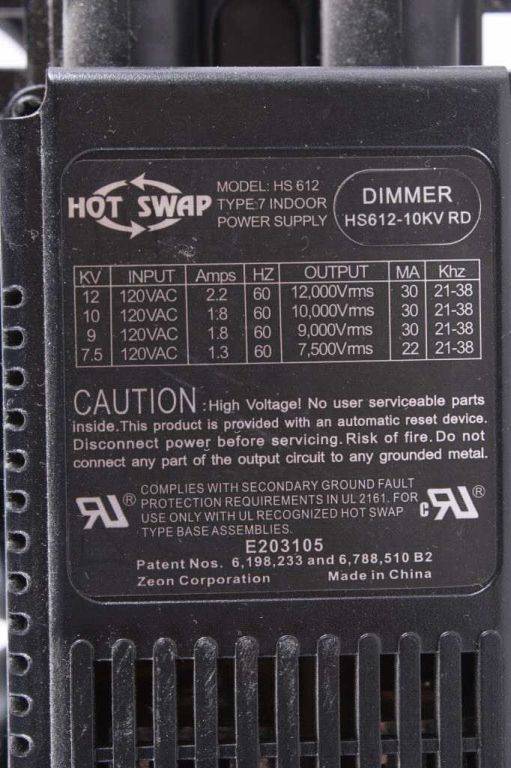 HOT SWAP
MODEL: HS 612
TYPE:7 INDOOR
POWER SUPPLY
DIMMER
HS612-10KV RD
KV INPUT Amps HZ OUTPUT MA Khz
12 120VAC 2.2 60 12,000Vrms 30 21-38
10 120VAC 1.8 60 10,000Vrms 30 21-38
9 120VAC 1.8 60 9,000Vrms 30 21-38
7.5 120VAC 1.3 60 7,500Vrms 22 21-38
CAUTION :High Voltage! No user serviceable parts
inside.This product is provided with an automatic reset device.
Disconnect power before servicing. Risk of fire. Do not
connect any part of the output circuit to any grounded metal.
RU® COMPLIES WITH SECONDARY GROUND FAULT
PROTECTION REQUIREMENTS IN UL 2161. FOR
USE ONLY WITH UL RECOGNIZED HOT SWAP
TYPE BASE ASSEMBLIES.
cRU®
E203105
Patent Nos. 6,198,233 and 6,788,510 B2
Zeon Corporation Made in China